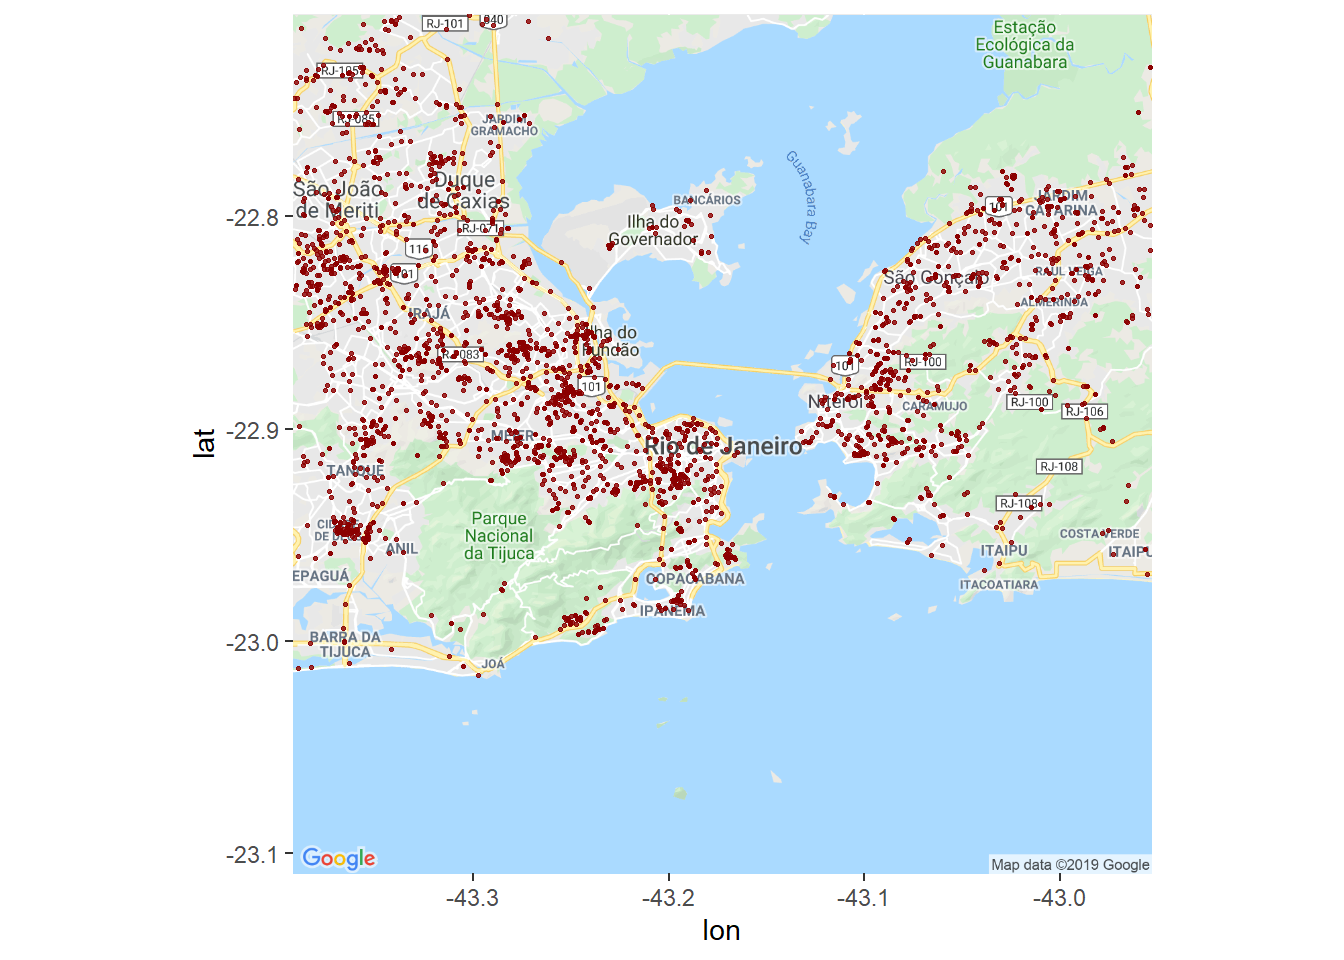 RJ-101
040
Estação
Ecológica da
Guanabara
RJ-105
RJ-085
JARDIM
GRAMACHO
Guanabara Bay
São João
de Meriti
Duque
de Caxias
BANCÁRIOS
JARDIM
CATARINA
101
-22.8
RJ-071
Ilha do
Governador
116
101
São Gonçalo
RAUL VEIGA
ALMERINDA
IRAJÁ
Ilha do
Fundão
RJ-083
101
RJ-100
101
Niterói
CARAMUJO
RJ-100
RJ-106
-22.9
lat
MÉIER
Rio de Janeiro
TANQUE
RJ-108
RJ-108
Parque
Nacional
da Tijuca
CIDADE
DE DEUS
ANIL
COSTA VERDE
ITAIPU
ITAIPU
EPAGUÁ
COPACABANA
ITACOATIARA
IPANEMA
-23.0
BARRA DA
TIJUCA
JOÁ
-23.1
Google
Map data ©2019 Google
-43.3
-43.2
-43.1
-43.0
lon